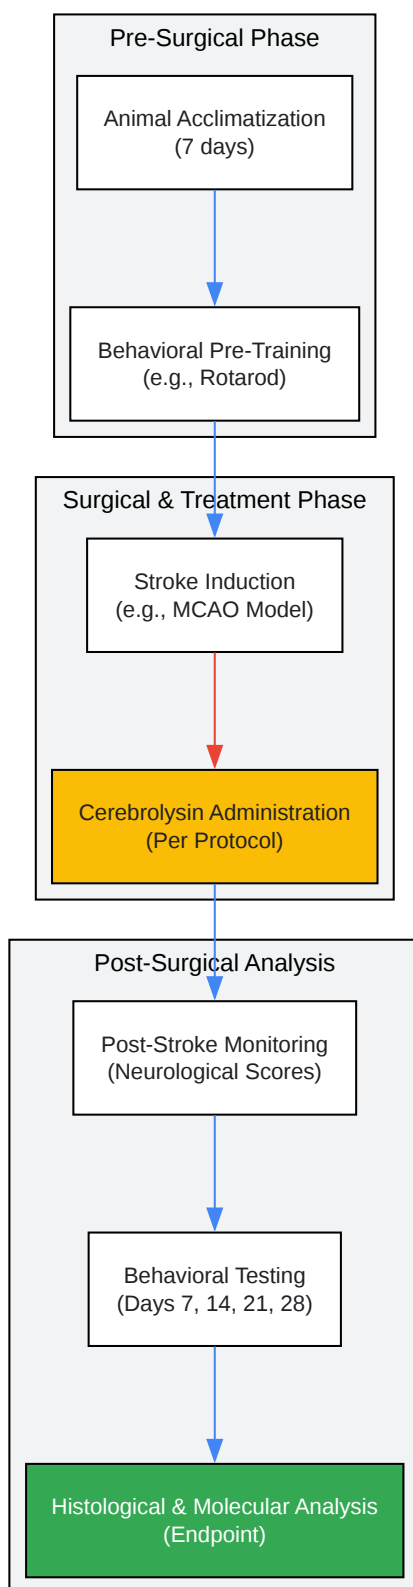 Pre-Surgical Phase
Animal Acclimatization
(7 days)
Behavioral Pre-Training
(e.g., Rotarod)
Surgical & Treatment Phase
Stroke Induction
(e.g., MCAO Model)
Cerebrolysin Administration
(Per Protocol)
Post-Surgical Analysis
Post-Stroke Monitoring
(Neurological Scores)
Behavioral Testing
(Days 7, 14, 21, 28)
Histological & Molecular Analysis
(Endpoint)